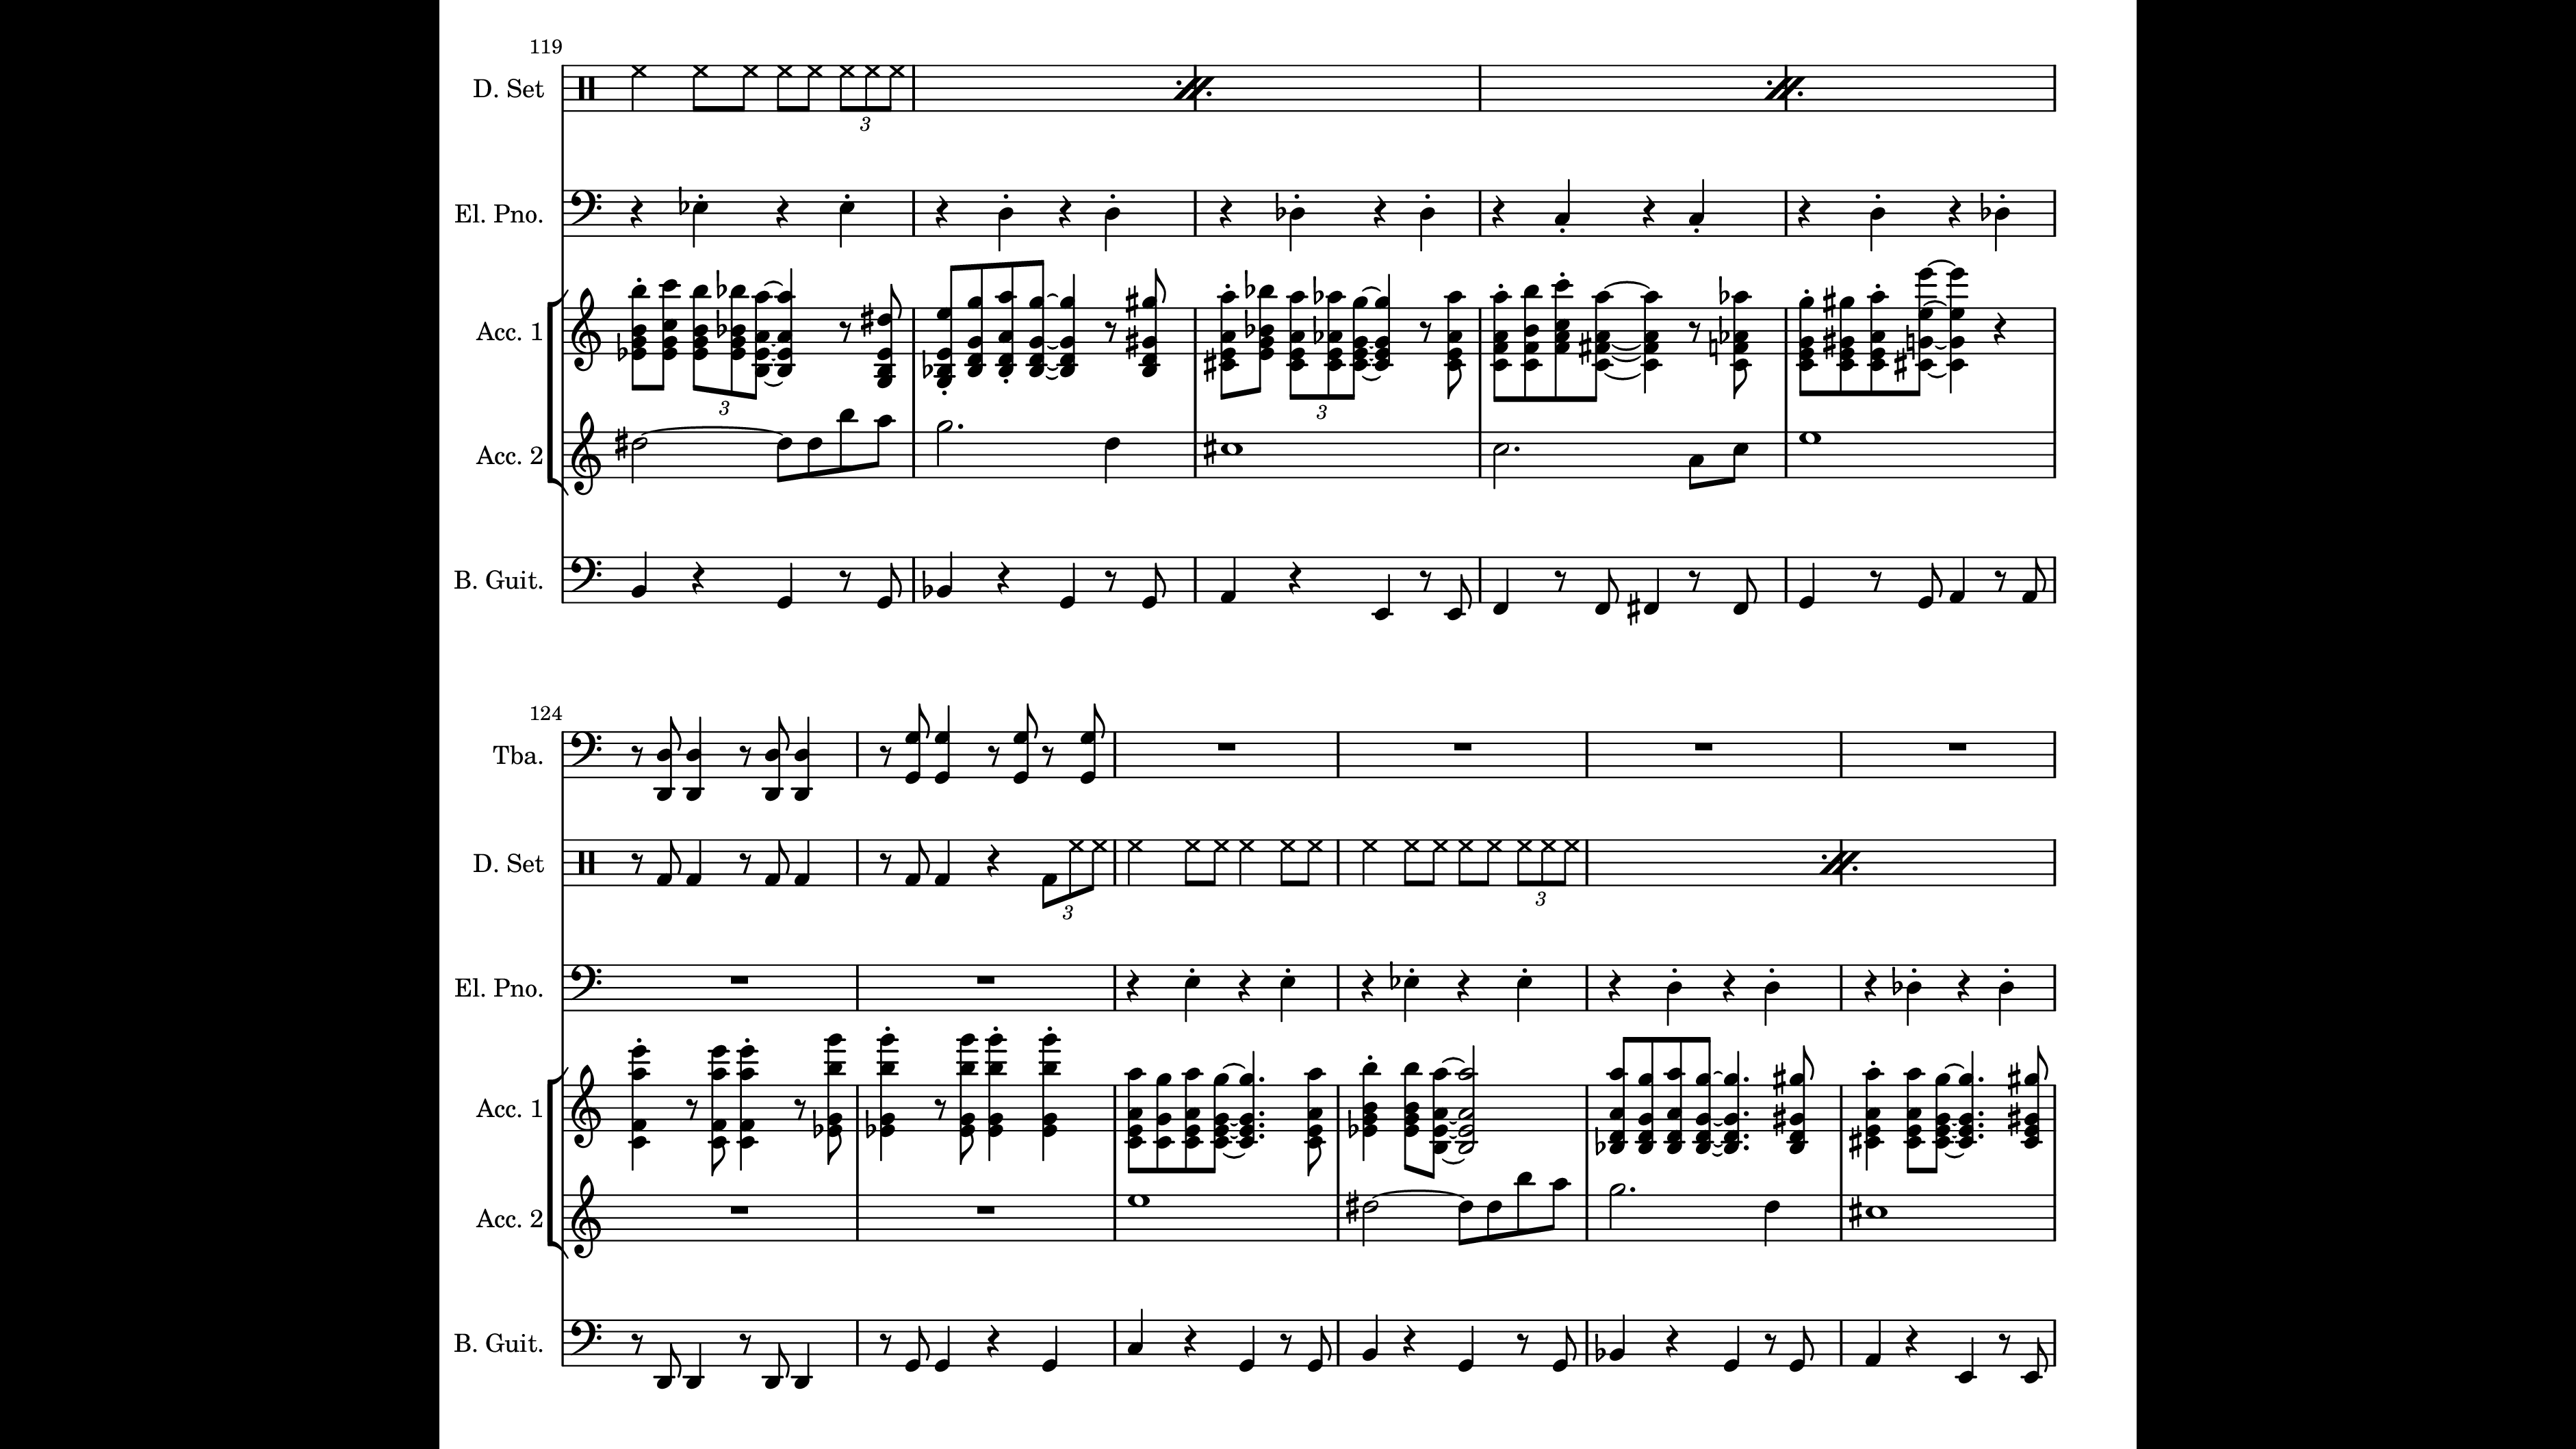 119
D. Set
3
El. Pno.
Acc. 1
3
3
Acc. 2
B. Guit.
124
Tba.
D. Set
3
3
El. Pno.
Acc. 1
Acc. 2
B. Guit.